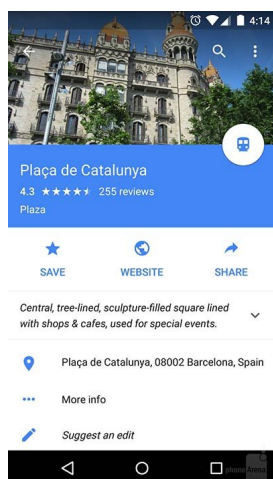 4:14
Plaça de Catalunya
4.3 255 reviews
Plaza
SAVE WEBSITE SHARE
Central, tree-lined, sculpture-filled square lined
with shops & cafes, used for special events.
Plaça de Catalunya, 08002 Barcelona, Spain
More info
Suggest an edit
phoneArena